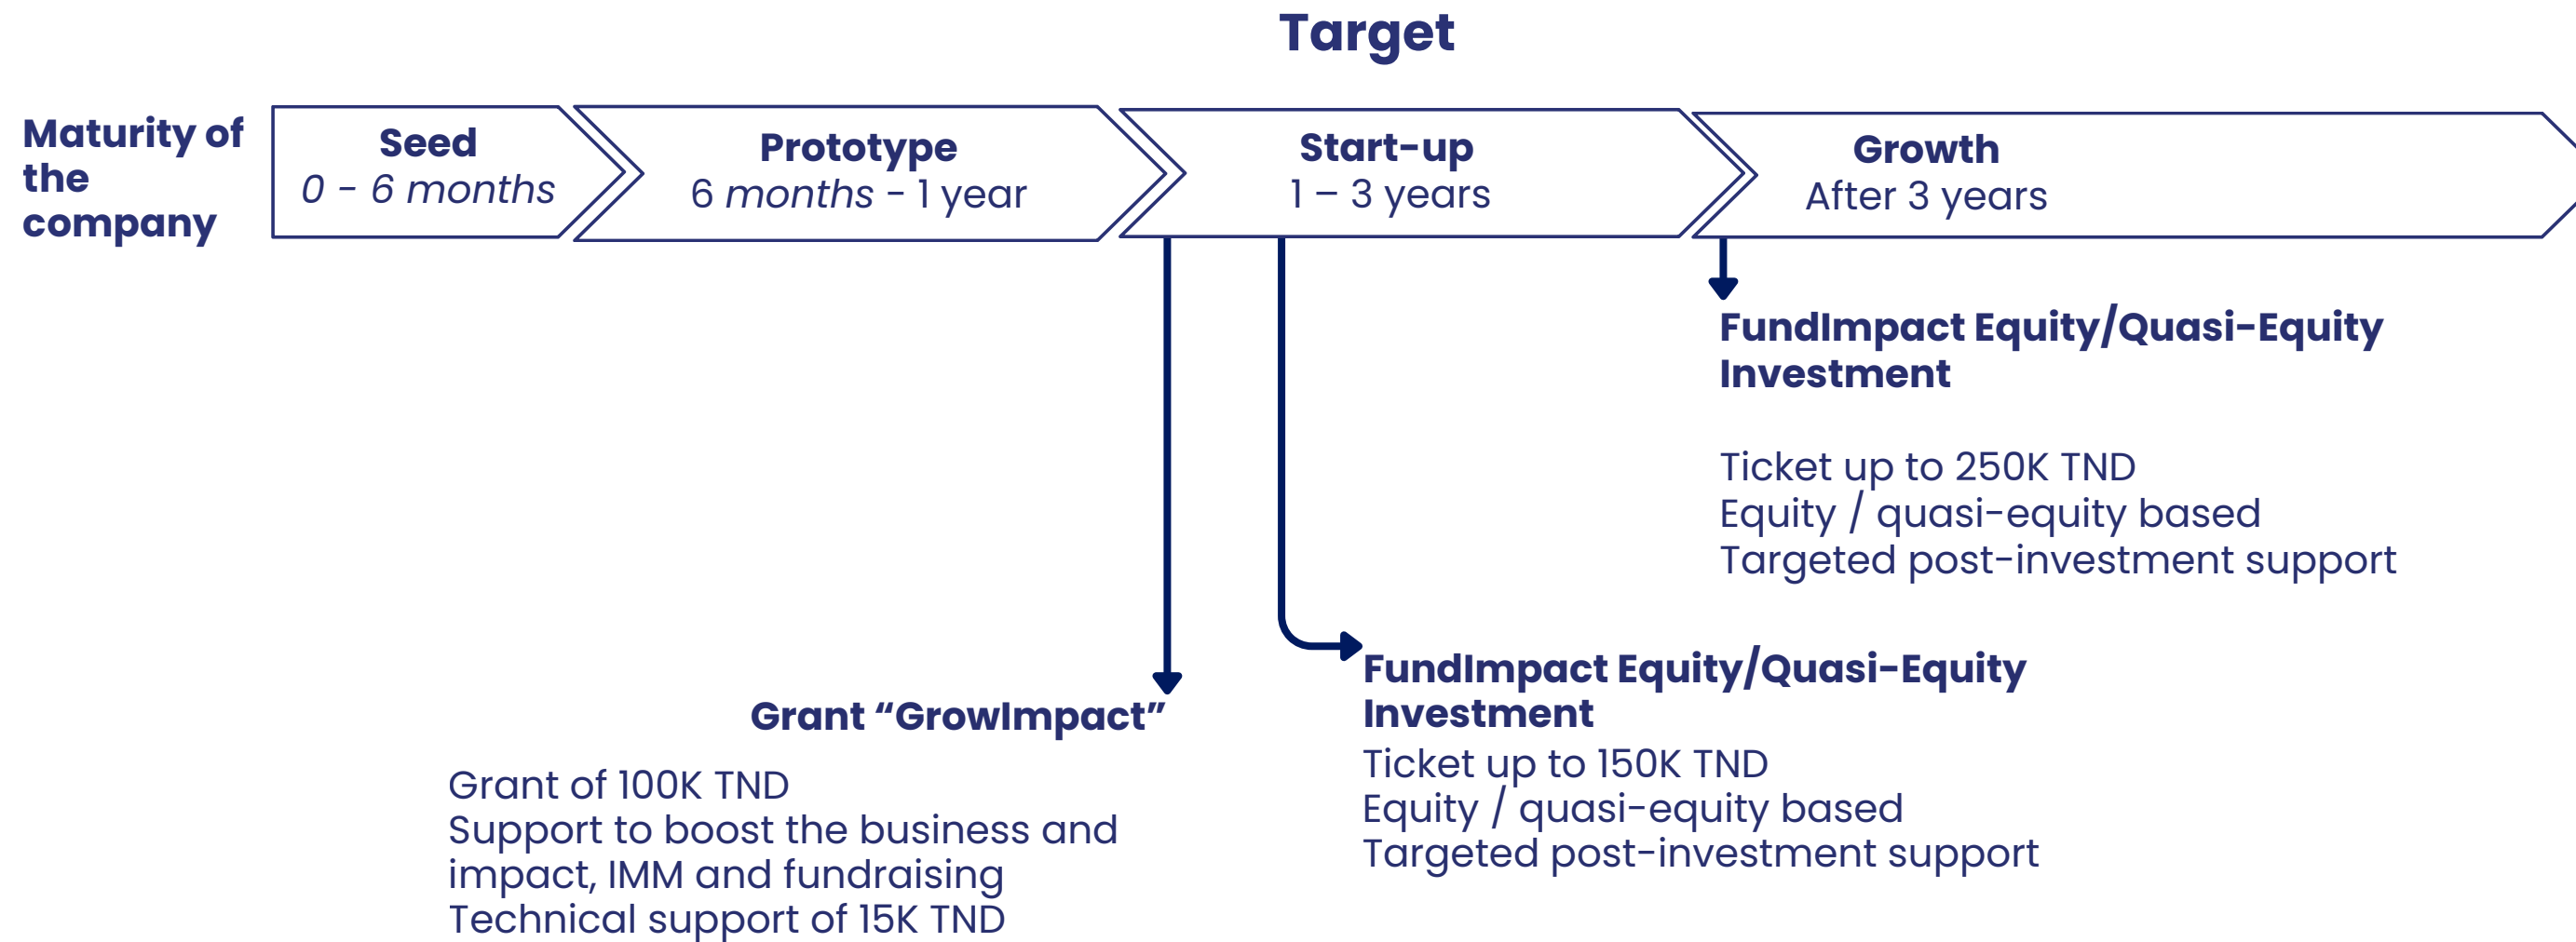 Target
Maturity of
the
company
Seed
0 - 6 months
Prototype
6 months - 1 year
Start-up
1 – 3 years
Growth
After 3 years
FundImpact Equity/Quasi-Equity
Investment
Ticket up to 250K TND
Equity / quasi-equity based
Targeted post-investment support
Grant “GrowImpact”
Grant of 100K TND
Support to boost the business and
impact, IMM and fundraising
Technical support of 15K TND
FundImpact Equity/Quasi-Equity
Investment
Ticket up to 150K TND
Equity / quasi-equity based
Targeted post-investment support